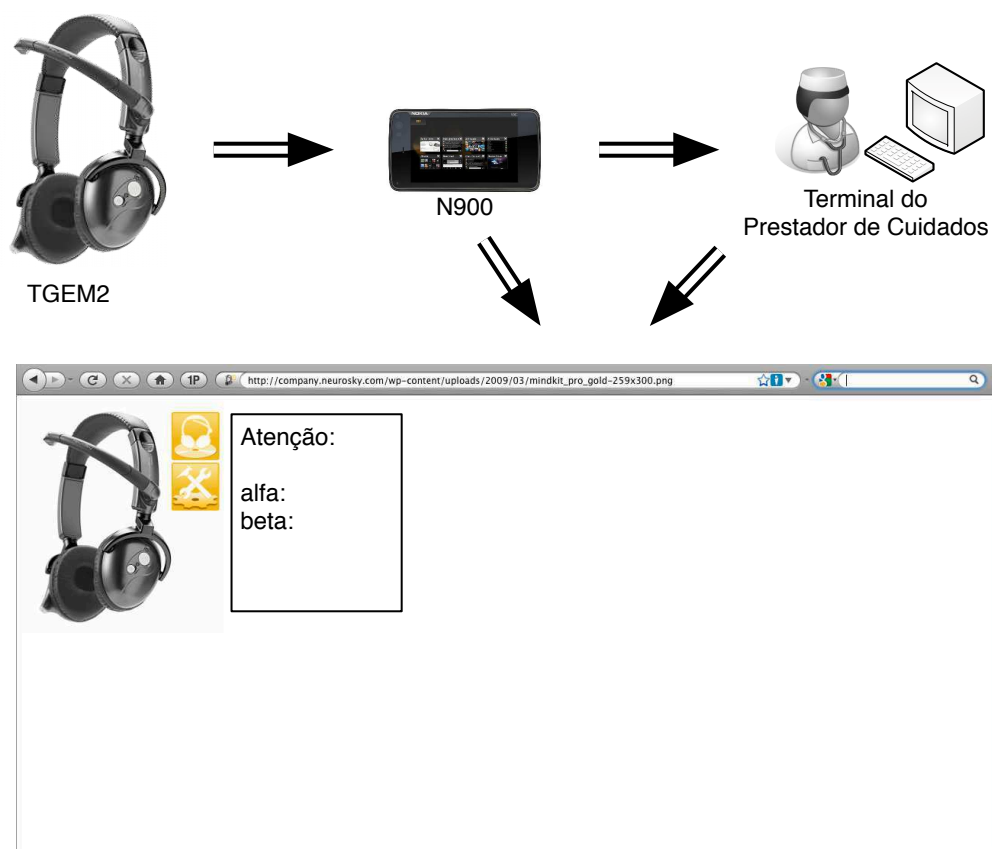 NOKIA
N900
TGEM2
Terminal do
Prestador de Cuidados
1P
http://company.neurosky.com/wp-content/uploads/2009/03/mindkit_pro_gold-259x300.png
Atenção:
alfa:
beta: